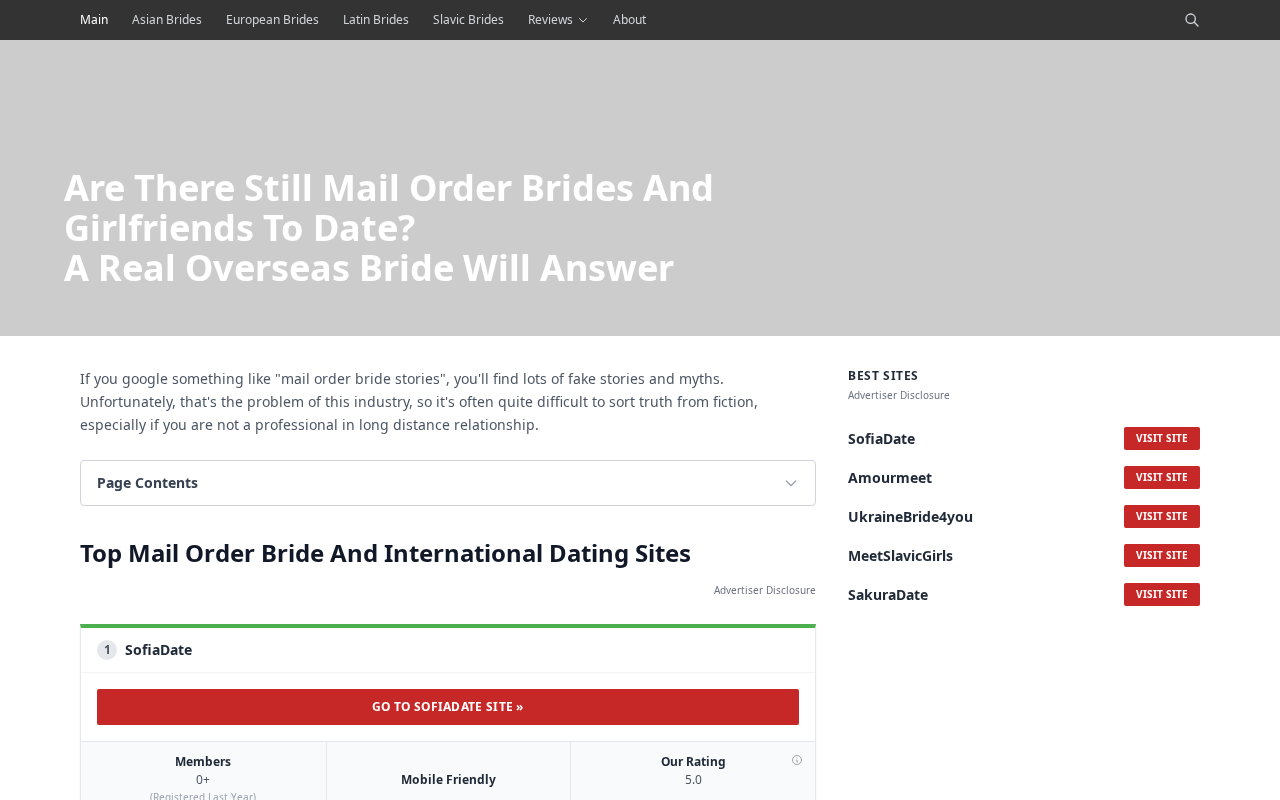 Main Asian Brides European Brides Latin Brides Slavic Brides Reviews About
Are There Still Mail Order Brides And
Girlfriends To Date?
A Real Overseas Bride Will Answer
If you google something like "mail order bride stories", you'll find lots of fake stories and myths.
Unfortunately, that's the problem of this industry, so it's often quite difficult to sort truth from fiction,
especially if you are not a professional in long distance relationship.
Page Contents
Top Mail Order Bride And International Dating Sites
Advertiser Disclosure
1 SofiaDate
GO TO SOFIADATE SITE »
Members
0+
(Registered Last Year)
Mobile Friendly
Our Rating
5.0
BEST SITES
Advertiser Disclosure
SofiaDate VISIT SITE
Amourmeet VISIT SITE
UkraineBride4you VISIT SITE
MeetSlavicGirls VISIT SITE
SakuraDate VISIT SITE